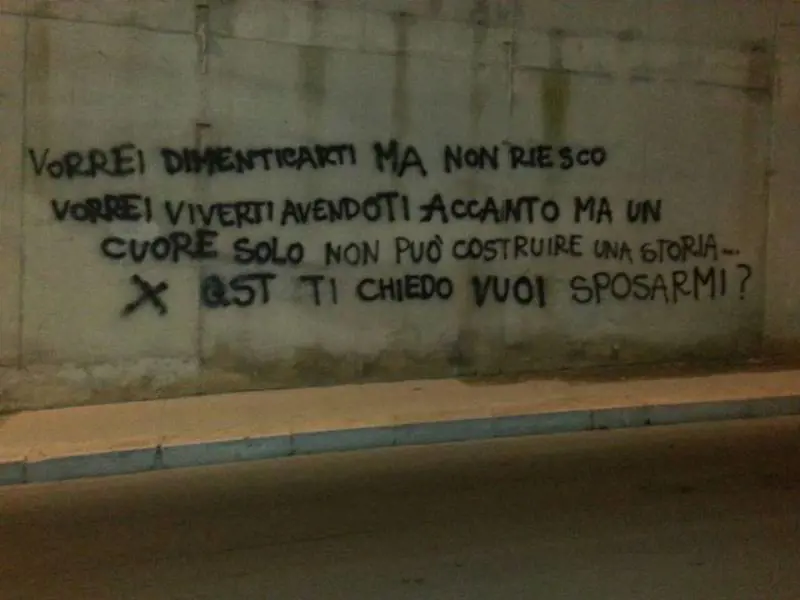 VORREI DIMENTICARTI MA NON RIESCO
VORREI VIVERTI AVENDOTI ACCANTO MA UN
CUORE SOLO NON PUÒ COSTRUIRE UNA STORIA...
X QST TI CHIEDO VUOI SPOSARMI?